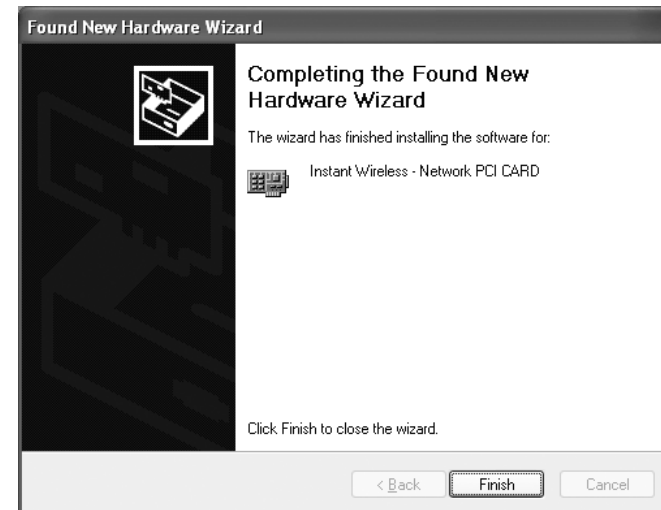 Found New Hardware Wizard
Completing the Found New
Hardware Wizard
The wizard has finished installing the software for:
Instant Wireless - Network PCI CARD
Click Finish to close the wizard.
< Back Finish Cancel